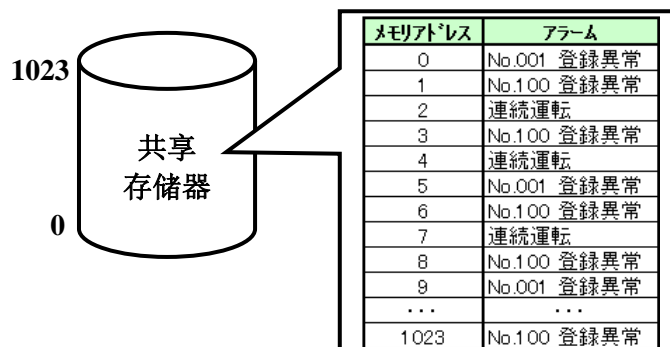 1023
共享
存储器
0
メモリアドレス アラーム
0 No.001 登録異常
1 No.100 登録異常
2 連続運転
3 No.100 登録異常
4 連続運転
5 No.001 登録異常
6 No.100 登録異常
7 連続運転
8 No.100 登録異常
9 No.001 登録異常
... ...
1023 No.100 登録異常